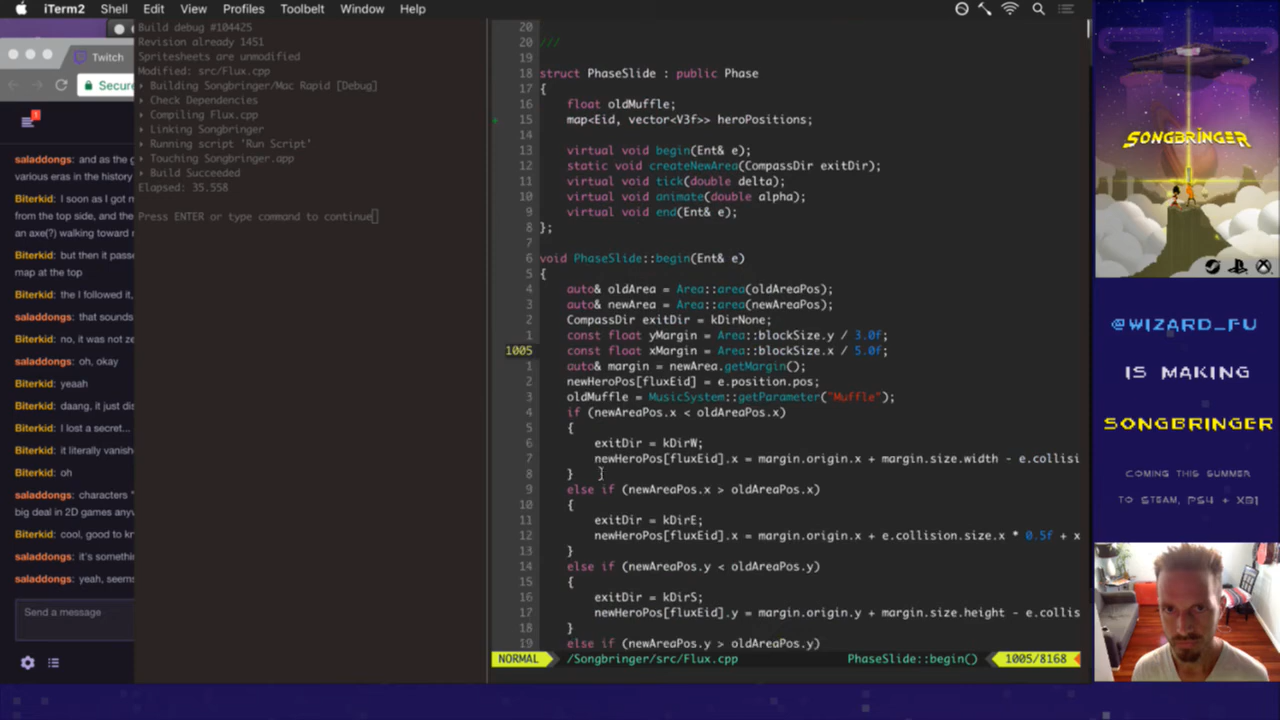 iTerm2 Shell Edit View Profiles Toolbelt Window Help
Twitch
Secure
1
saladdongs: and as the g
various eras in the history
Biterkid: I soon as I got m
from the top side, and the
an axe(?) walking toward
Biterkid: but then it passe
map at the top
Biterkid: the I followed it,
saladdongs: that sounds
Biterkid: no, it was not ze
saladdongs: oh, okay
Biterkid: yeaah
Biterkid: daang, it just dis
Biterkid: I lost a secret...
Biterkid: it literally vanishe
Biterkid: oh
saladdongs: characters "
big deal in 2D games anyw
Biterkid: cool, good to kn
saladdongs: it's somethin
saladdongs: yeah, seems
Send a message
Build debug #104425
Revision already 1451
Spritesheets are unmodified
Modified: src/Flux.cpp
Building Songbringer/Mac Rapid [Debug]
Check Dependencies
Compiling Flux.cpp
Linking Songbringer
Running script 'Run Script'
Touching Songbringer.app
Build Succeeded
Elapsed: 35.558
Press ENTER or type command to continue
20
20 ///
19
18 struct PhaseSlide : public Phase
17 {
16 float oldMuffle;
+ 15 map<Eid, vector<V3f>> heroPositions;
14
13 virtual void begin(Ent& e);
12 static void createNewArea(CompassDir exitDir);
11 virtual void tick(double delta);
10 virtual void animate(double alpha);
9 virtual void end(Ent& e);
8 };
7
6 void PhaseSlide::begin(Ent& e)
5 {
4 auto& oldArea = Area::area(oldAreaPos);
3 auto& newArea = Area::area(newAreaPos);
2 CompassDir exitDir = kDirNone;
1 const float yMargin = Area::blockSize.y / 3.0f;
1005 const float xMargin = Area::blockSize.x / 5.0f;
1 auto& margin = newArea.getMargin();
2 newHeroPos[fluxEid] = e.position.pos;
3 oldMuffle = MusicSystem::getParameter("Muffle");
4 if (newAreaPos.x < oldAreaPos.x)
5 {
6 exitDir = kDirW;
7 newHeroPos[fluxEid].x = margin.origin.x + margin.size.width - e.collisi
8 }
9 else if (newAreaPos.x > oldAreaPos.x)
10 {
11 exitDir = kDirE;
12 newHeroPos[fluxEid].x = margin.origin.x + e.collision.size.x * 0.5f + x
13 }
14 else if (newAreaPos.y < oldAreaPos.y)
15 {
16 exitDir = kDirS;
17 newHeroPos[fluxEid].y = margin.origin.y + margin.size.height - e.collis
18 }
19 else if (newAreaPos.y > oldAreaPos.y)
NORMAL /Songbringer/src/Flux.cpp PhaseSlide::begin() 1005/8168
SONGBRINGER
@WIZARD_FU
IS MAKING
SONGBRINGER
COMING THIS SUMMER
TO STEAM, PS4 + XB1